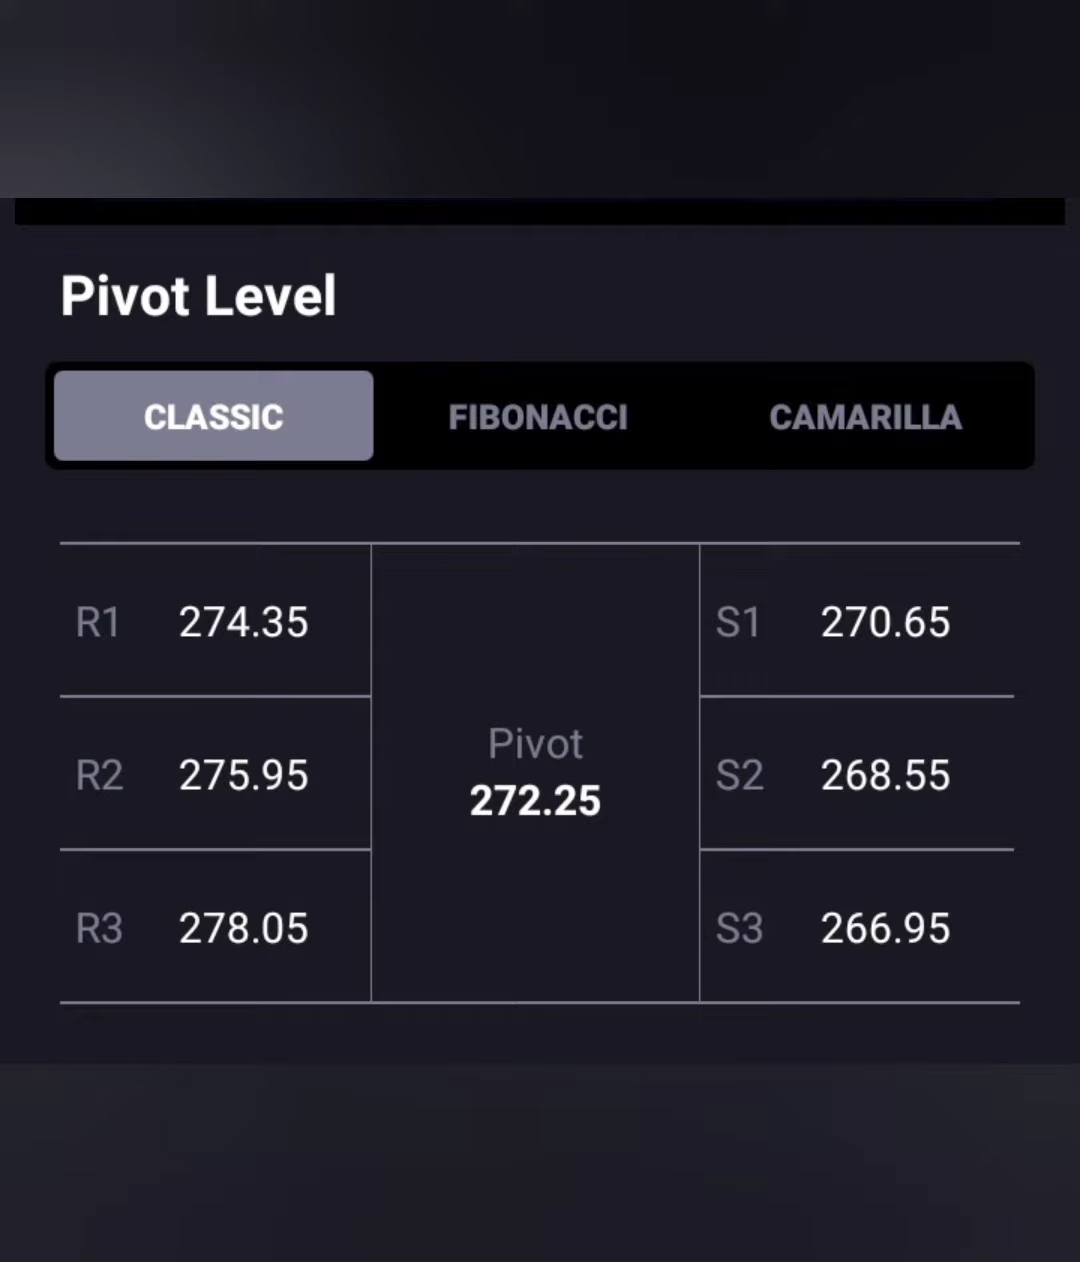 Pivot Level
CLASSIC FIBONACCI CAMARILLA
R1 274.35
R2 275.95
R3 278.05
Pivot
272.25
S1 270.65
S2 268.55
S3 266.95